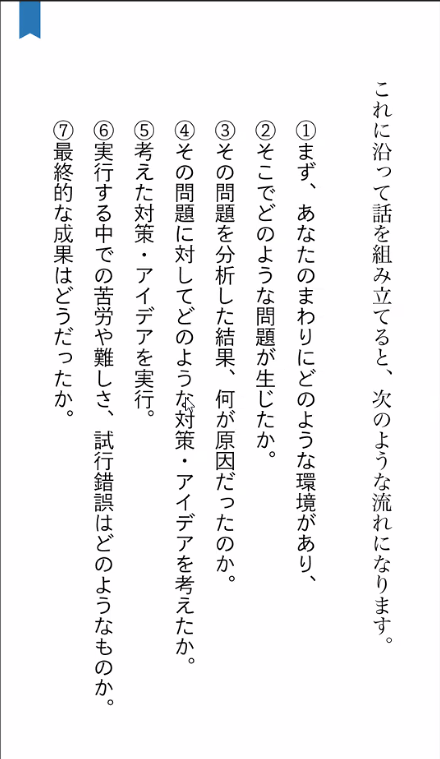 これに沿って話を組み立てると、次のような流れになります。
①まず、あなたのまわりにどのような環境があり、
②そこでどのような問題が生じたか。
③その問題を分析した結果、何が原因だったのか。
④その問題に対してどのような対策・アイデアを考えたか。
⑤考えた対策・アイデアを実行。
⑥実行する中での苦労や難しさ、試行錯誤はどのようなものか。
⑦最終的な成果はどうだったか。